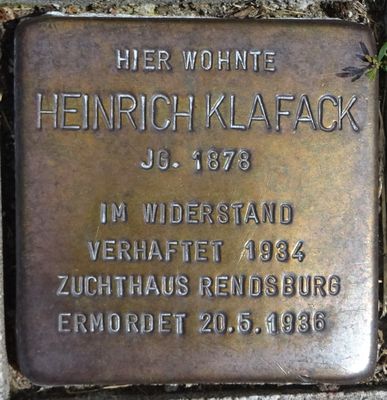 HIER WOHNTE
HEINRICH KLAFACK
JG. 1878
IM WIDERSTAND
VERHAFTET 1934
ZUCHTHAUS RENDSBURG
ERMORDET 20.5.1936